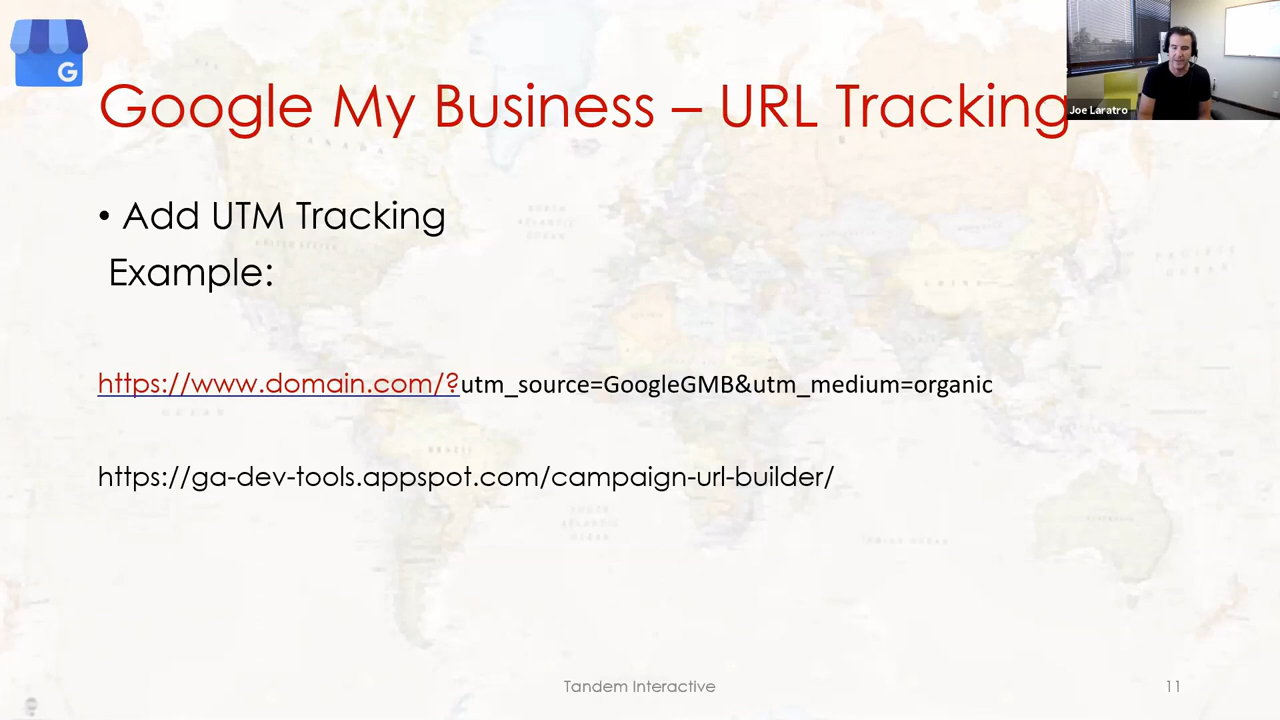 G
Google My Business – URL Tracking
Joe Laratro
• Add UTM Tracking
Example:
https://www.domain.com/?utm_source=GoogleGMB&utm_medium=organic
https://ga-dev-tools.appspot.com/campaign-url-builder/
Tandem Interactive
11